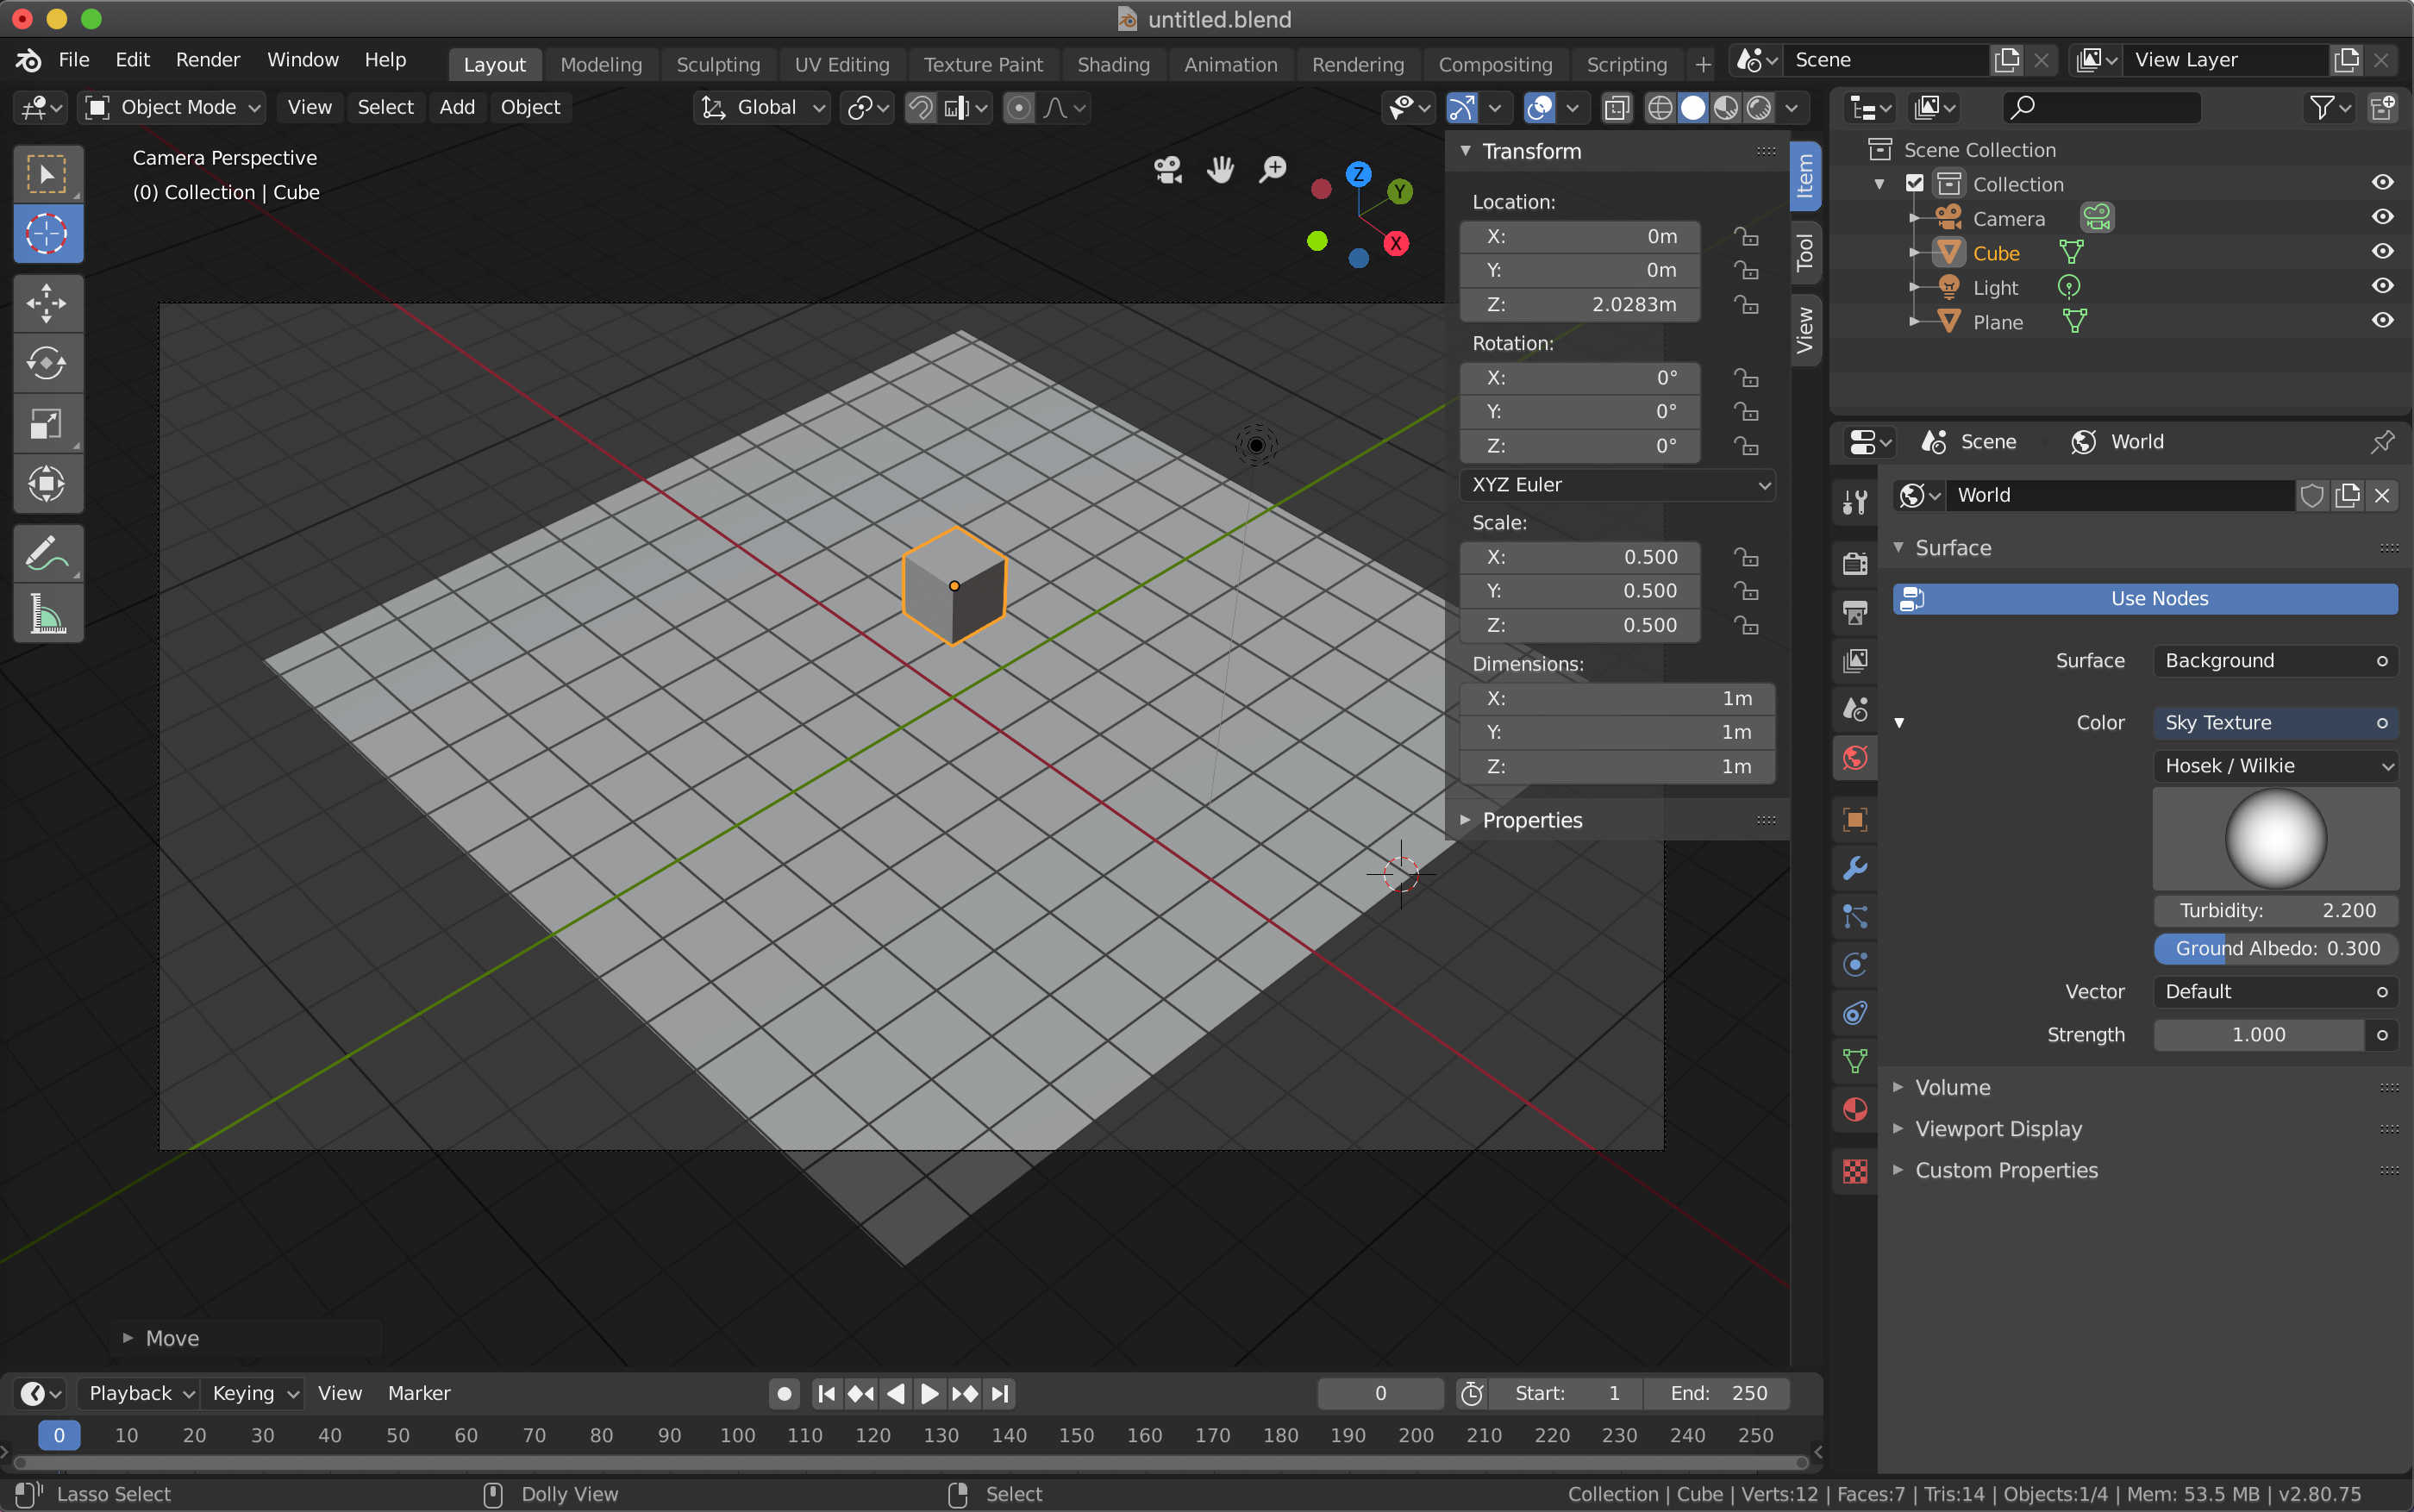 untitled.blend
File Edit Render Window Help Layout Modeling Sculpting UV Editing Texture Paint Shading Animation Rendering Compositing Scripting + Scene View Layer
Object Mode View Select Add Object Global
Camera Perspective
(0) Collection | Cube
Z
Y
X
Transform
Location:
X: 0m
Y: 0m
Z: 2.0283m
Rotation:
X: 0°
Y: 0°
Z: 0°
XYZ Euler
Scale:
X: 0.500
Y: 0.500
Z: 0.500
Dimensions:
X: 1m
Y: 1m
Z: 1m
Properties
Item
Tool
View
Scene Collection
Collection
Camera
Cube
Light
Plane
Scene World
World
Surface
Use Nodes
Surface Background
Color Sky Texture
Hosek / Wilkie
Turbidity: 2.200
Ground Albedo: 0.300
Vector Default
Strength 1.000
Volume
Viewport Display
Custom Properties
Move
Playback Keying View Marker 0 Start: 1 End: 250
0 10 20 30 40 50 60 70 80 90 100 110 120 130 140 150 160 170 180 190 200 210 220 230 240 250
Lasso Select Dolly View Select Collection | Cube | Verts:12 | Faces:7 | Tris:14 | Objects:1/4 | Mem: 53.5 MB | v2.80.75